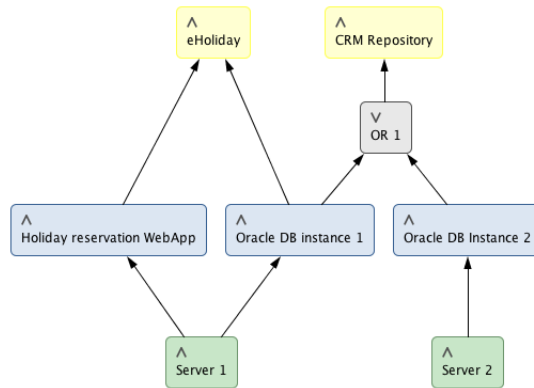 ∧
eHoliday
∧
CRM Repository
∨
OR 1
∧
Holiday reservation WebApp
∧
Oracle DB instance 1
∧
Oracle DB Instance 2
∧
Server 1
∧
Server 2